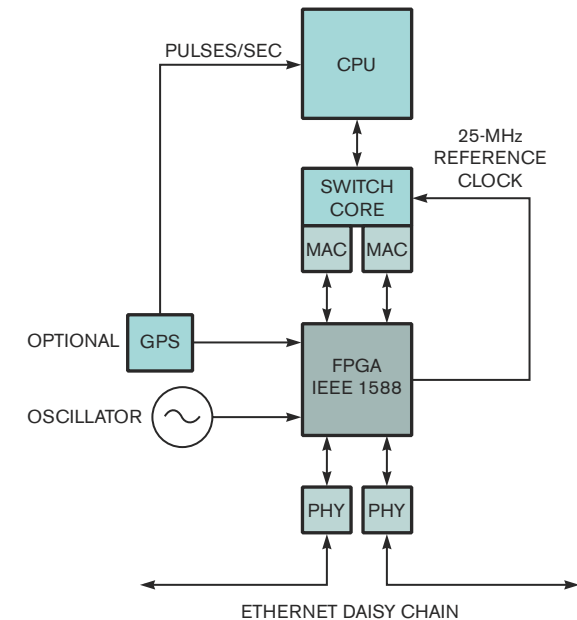 PULSES/SEC
CPU
25-MHz
REFERENCE
CLOCK
SWITCH
CORE
MAC
MAC
OPTIONAL
GPS
FPGA
IEEE 1588
OSCILLATOR
PHY
PHY
ETHERNET DAISY CHAIN